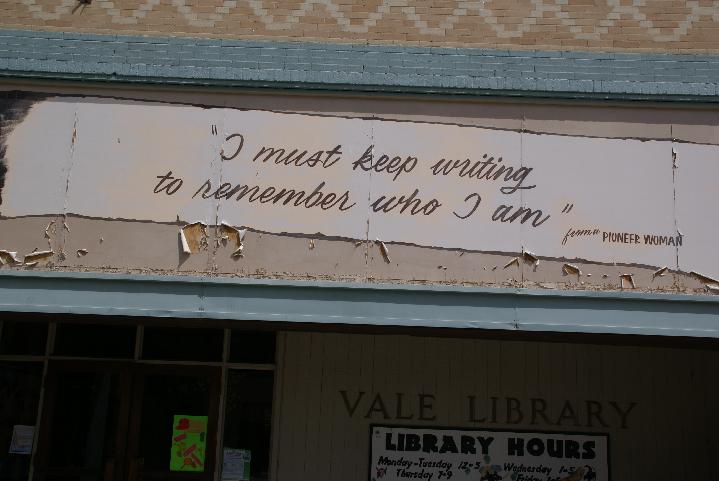 "I must keep writing
to remember who I am"
from" PIONEER WOMAN
VALE LIBRARY
LIBRARY HOURS
Monday-Tuesday 12-5 Wednesday 1-5
Thursday 7-9 Friday